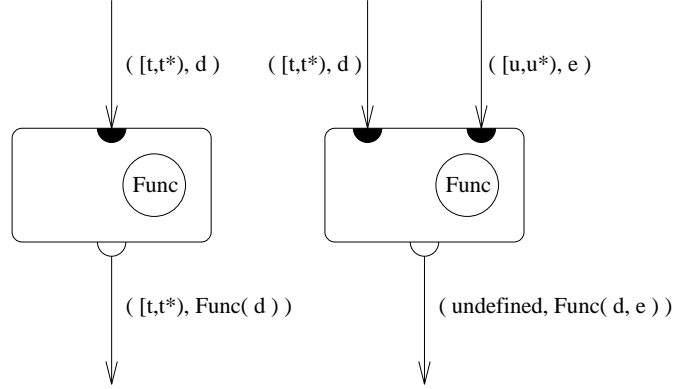 ( [t,t*), d )
( [t,t*), d )
( [u,u*), e )
Func
Func
( [t,t*), Func( d ) )
( undefined, Func( d, e ) )